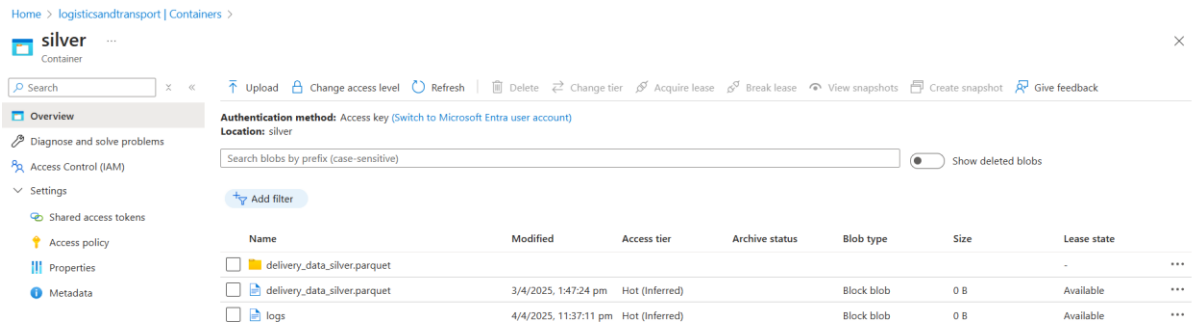 Home > logisticsandtransport | Containers >
silver ...
Container
Search
Upload Change access level Refresh Delete Change tier Acquire lease Break lease View snapshots Create snapshot Give feedback
Overview
Diagnose and solve problems
Access Control (IAM)
Settings
Shared access tokens
Access policy
Properties
Metadata
Authentication method: Access key (Switch to Microsoft Entra user account)
Location: silver
Search blobs by prefix (case-sensitive)
Show deleted blobs
Add filter
Name Modified Access tier Archive status Blob type Size Lease state
delivery_data_silver.parquet - ...
delivery_data_silver.parquet 3/4/2025, 1:47:24 pm Hot (Inferred) Block blob 0 B Available ...
logs 4/4/2025, 11:37:11 pm Hot (Inferred) Block blob 0 B Available ...